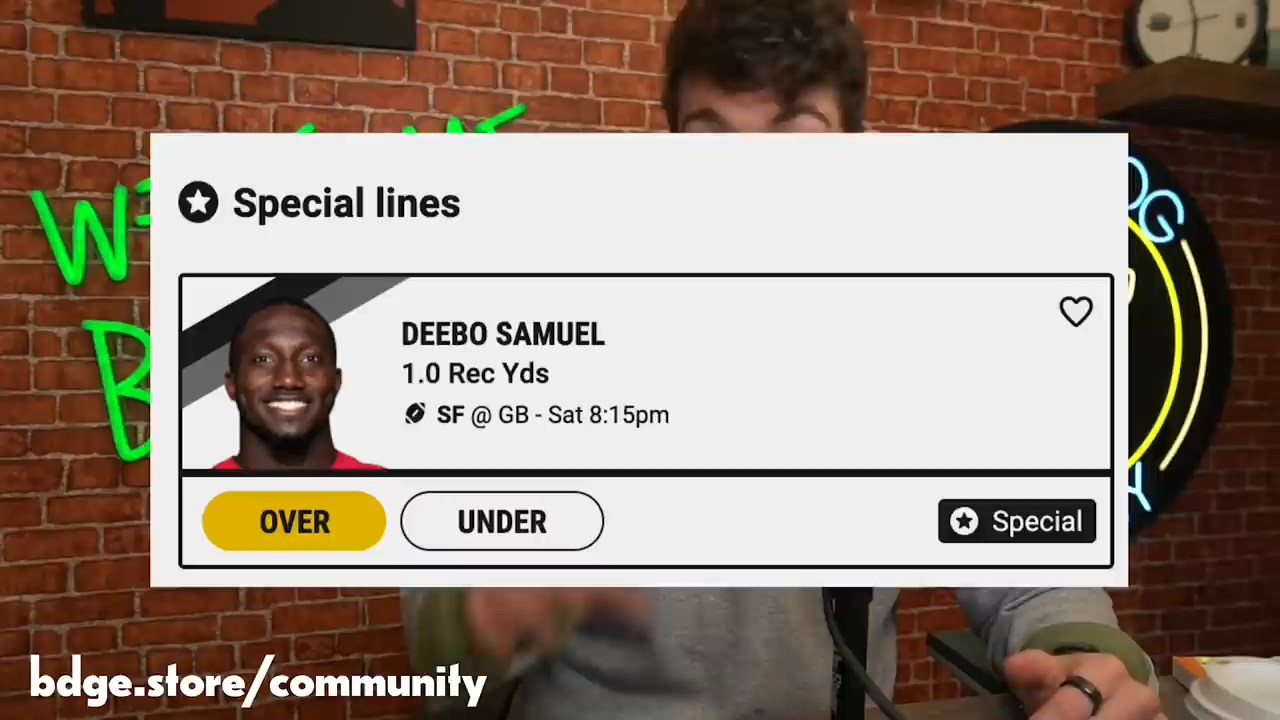 Special lines
DEEBO SAMUEL
1.0 Rec Yds
SF @ GB - Sat 8:15pm
OVER
UNDER
Special
bdge.store/community